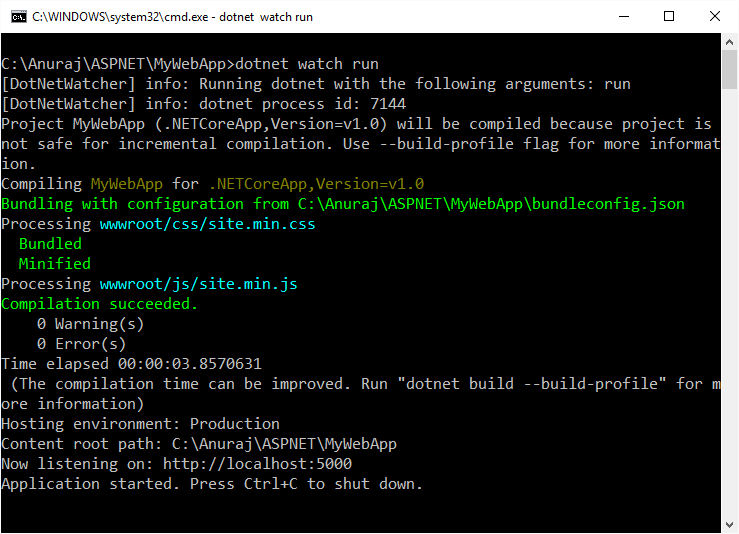 C:\WINDOWS\system32\cmd.exe - dotnet  watch run
C:\Anuraj\ASPNET\MyWebApp>dotnet watch run
[DotNetWatcher] info: Running dotnet with the following arguments: run
[DotNetWatcher] info: dotnet process id: 7144
Project MyWebApp (.NETCoreApp,Version=v1.0) will be compiled because project is
not safe for incremental compilation. Use --build-profile flag for more informat
ion.
Compiling MyWebApp for .NETCoreApp,Version=v1.0
Bundling with configuration from C:\Anuraj\ASPNET\MyWebApp\bundleconfig.json
Processing wwwroot/css/site.min.css
  Bundled
  Minified
Processing wwwroot/js/site.min.js
Compilation succeeded.
    0 Warning(s)
    0 Error(s)
Time elapsed 00:00:03.8570631
 (The compilation time can be improved. Run "dotnet build --build-profile" for m
ore information)
Hosting environment: Production
Content root path: C:\Anuraj\ASPNET\MyWebApp
Now listening on: http://localhost:5000
Application started. Press Ctrl+C to shut down.